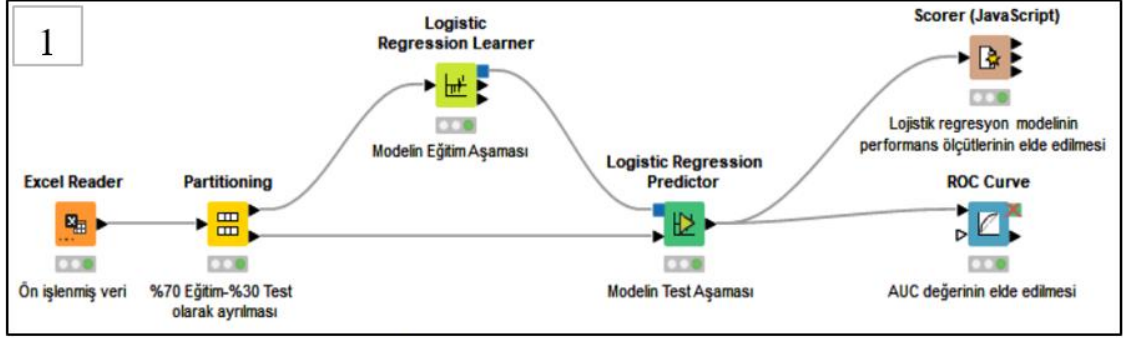 1
Logistic
Regression Learner
Modelin Eğitim Aşaması
Scorer (JavaScript)
Lojistik regresyon modelinin
performans ölçütlerinin elde edilmesi
Excel Reader
Ön işlenmiş veri
Partitioning
%70 Eğitim-%30 Test
olarak ayrılması
Logistic Regression
Predictor
Modelin Test Aşaması
ROC Curve
AUC değerinin elde edilmesi